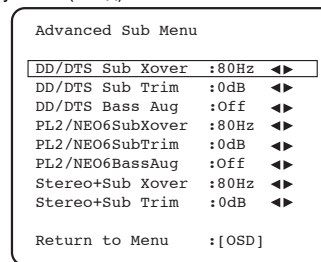 Advanced Sub Menu
DD/DTS Sub Xover :80Hz ◄►
DD/DTS Sub Trim :0dB ◄►
DD/DTS Bass Aug :Off ◄►
PL2/NEO6SubXover :80Hz ◄►
PL2/NEO6SubTrim :0dB ◄►
PL2/NEO6BassAug :Off ◄►
Stereo+Sub Xover :80Hz ◄►
Stereo+Sub Trim :0dB ◄►
Return to Menu :[OSD]